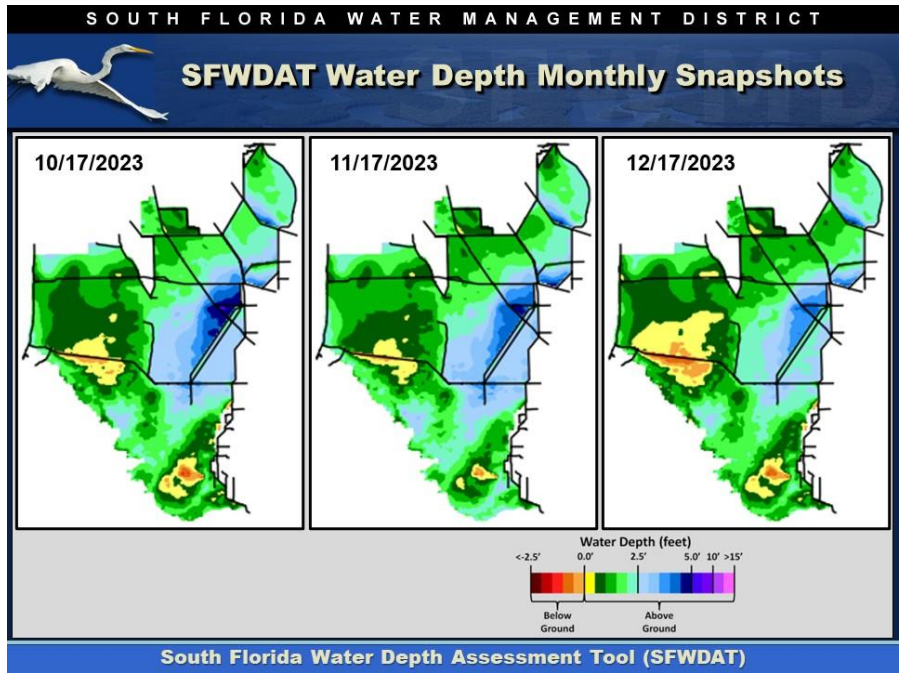 SOUTH FLORIDA WATER MANAGEMENT DISTRICT
SFWDAT Water Depth Monthly Snapshots
10/17/2023
11/17/2023
12/17/2023
Water Depth (feet)
<-2.5' 0.0' 2.5' 5.0' 10' >15'
Below Ground
Above Ground
South Florida Water Depth Assessment Tool (SFWDAT)